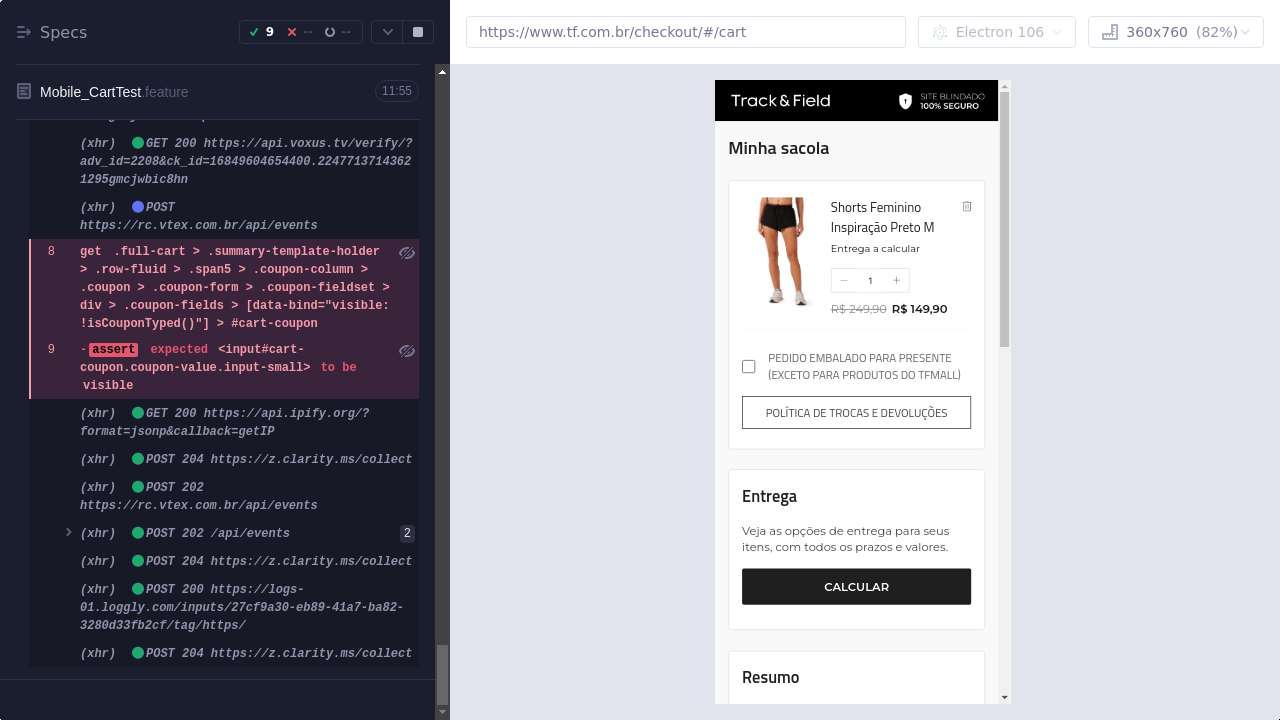 Specs
9
--
--
Mobile_CartTest.feature
11:55
(xhr) GET 200 https://api.voxus.tv/verify/?
adv_id=2208&ck_id=16849604654400.2247713714362
1295gmcjwbic8hn
(xhr) POST
https://rc.vtex.com.br/api/events
8 get .full-cart > .summary-template-holder
> .row-fluid > .span5 > .coupon-column >
.coupon > .coupon-form > .coupon-fieldset >
div > .coupon-fields > [data-bind="visible:
!isCouponTyped()"] > #cart-coupon
9 -assert expected <input#cart-
coupon.coupon-value.input-small> to be
visible
(xhr) GET 200 https://api.ipify.org/?
format=jsonp&callback=getIP
(xhr) POST 204 https://z.clarity.ms/collect
(xhr) POST 202
https://rc.vtex.com.br/api/events
(xhr) POST 202 /api/events 2
(xhr) POST 204 https://z.clarity.ms/collect
(xhr) POST 200 https://logs-
01.loggly.com/inputs/27cf9a30-eb89-41a7-ba82-
3280d33fb2cf/tag/https/
(xhr) POST 204 https://z.clarity.ms/collect
https://www.tf.com.br/checkout/#/cart
Electron 106
360x760 (82%)
Track&Field
SITE BLINDADO
100% SEGURO
Minha sacola
Shorts Feminino
Inspiração Preto M
Entrega a calcular
− 1 +
R$ 249,90 R$ 149,90
PEDIDO EMBALADO PARA PRESENTE
(EXCETO PARA PRODUTOS DO TFMALL)
POLÍTICA DE TROCAS E DEVOLUÇÕES
Entrega
Veja as opções de entrega para seus
itens, com todos os prazos e valores.
CALCULAR
Resumo